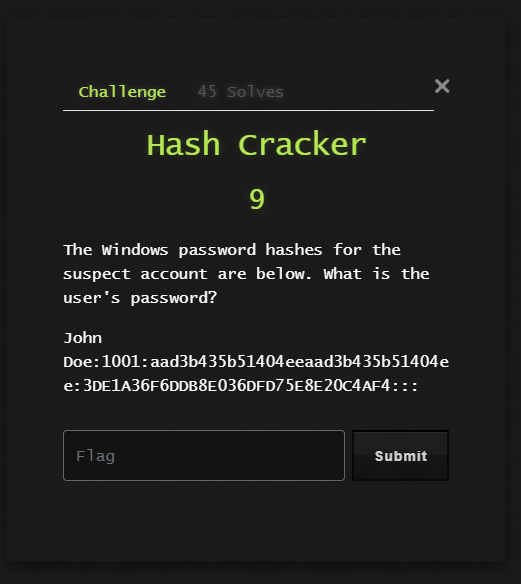 Challenge 45 Solves ×
Hash Cracker
9
The Windows password hashes for the
suspect account are below. What is the
user's password?
John
Doe:1001:aad3b435b51404eeaad3b435b51404e
e:3DE1A36F6DDB8E036DFD75E8E20C4AF4:::
Flag Submit